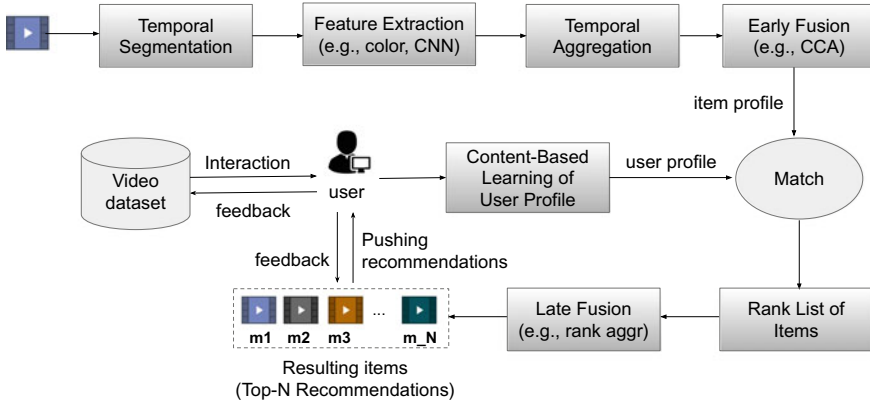 Temporal
Segmentation
Feature Extraction
(e.g., color, CNN)
Temporal
Aggregation
Early Fusion
(e.g., CCA)
item profile
Video
dataset
Interaction
feedback
user
Content-Based
Learning of
User Profile
user profile
Match
feedback
Pushing
recommendations
m1 m2 m3 ... m_N
Resulting items
(Top-N Recommendations)
Late Fusion
(e.g., rank aggr)
Rank List of
Items